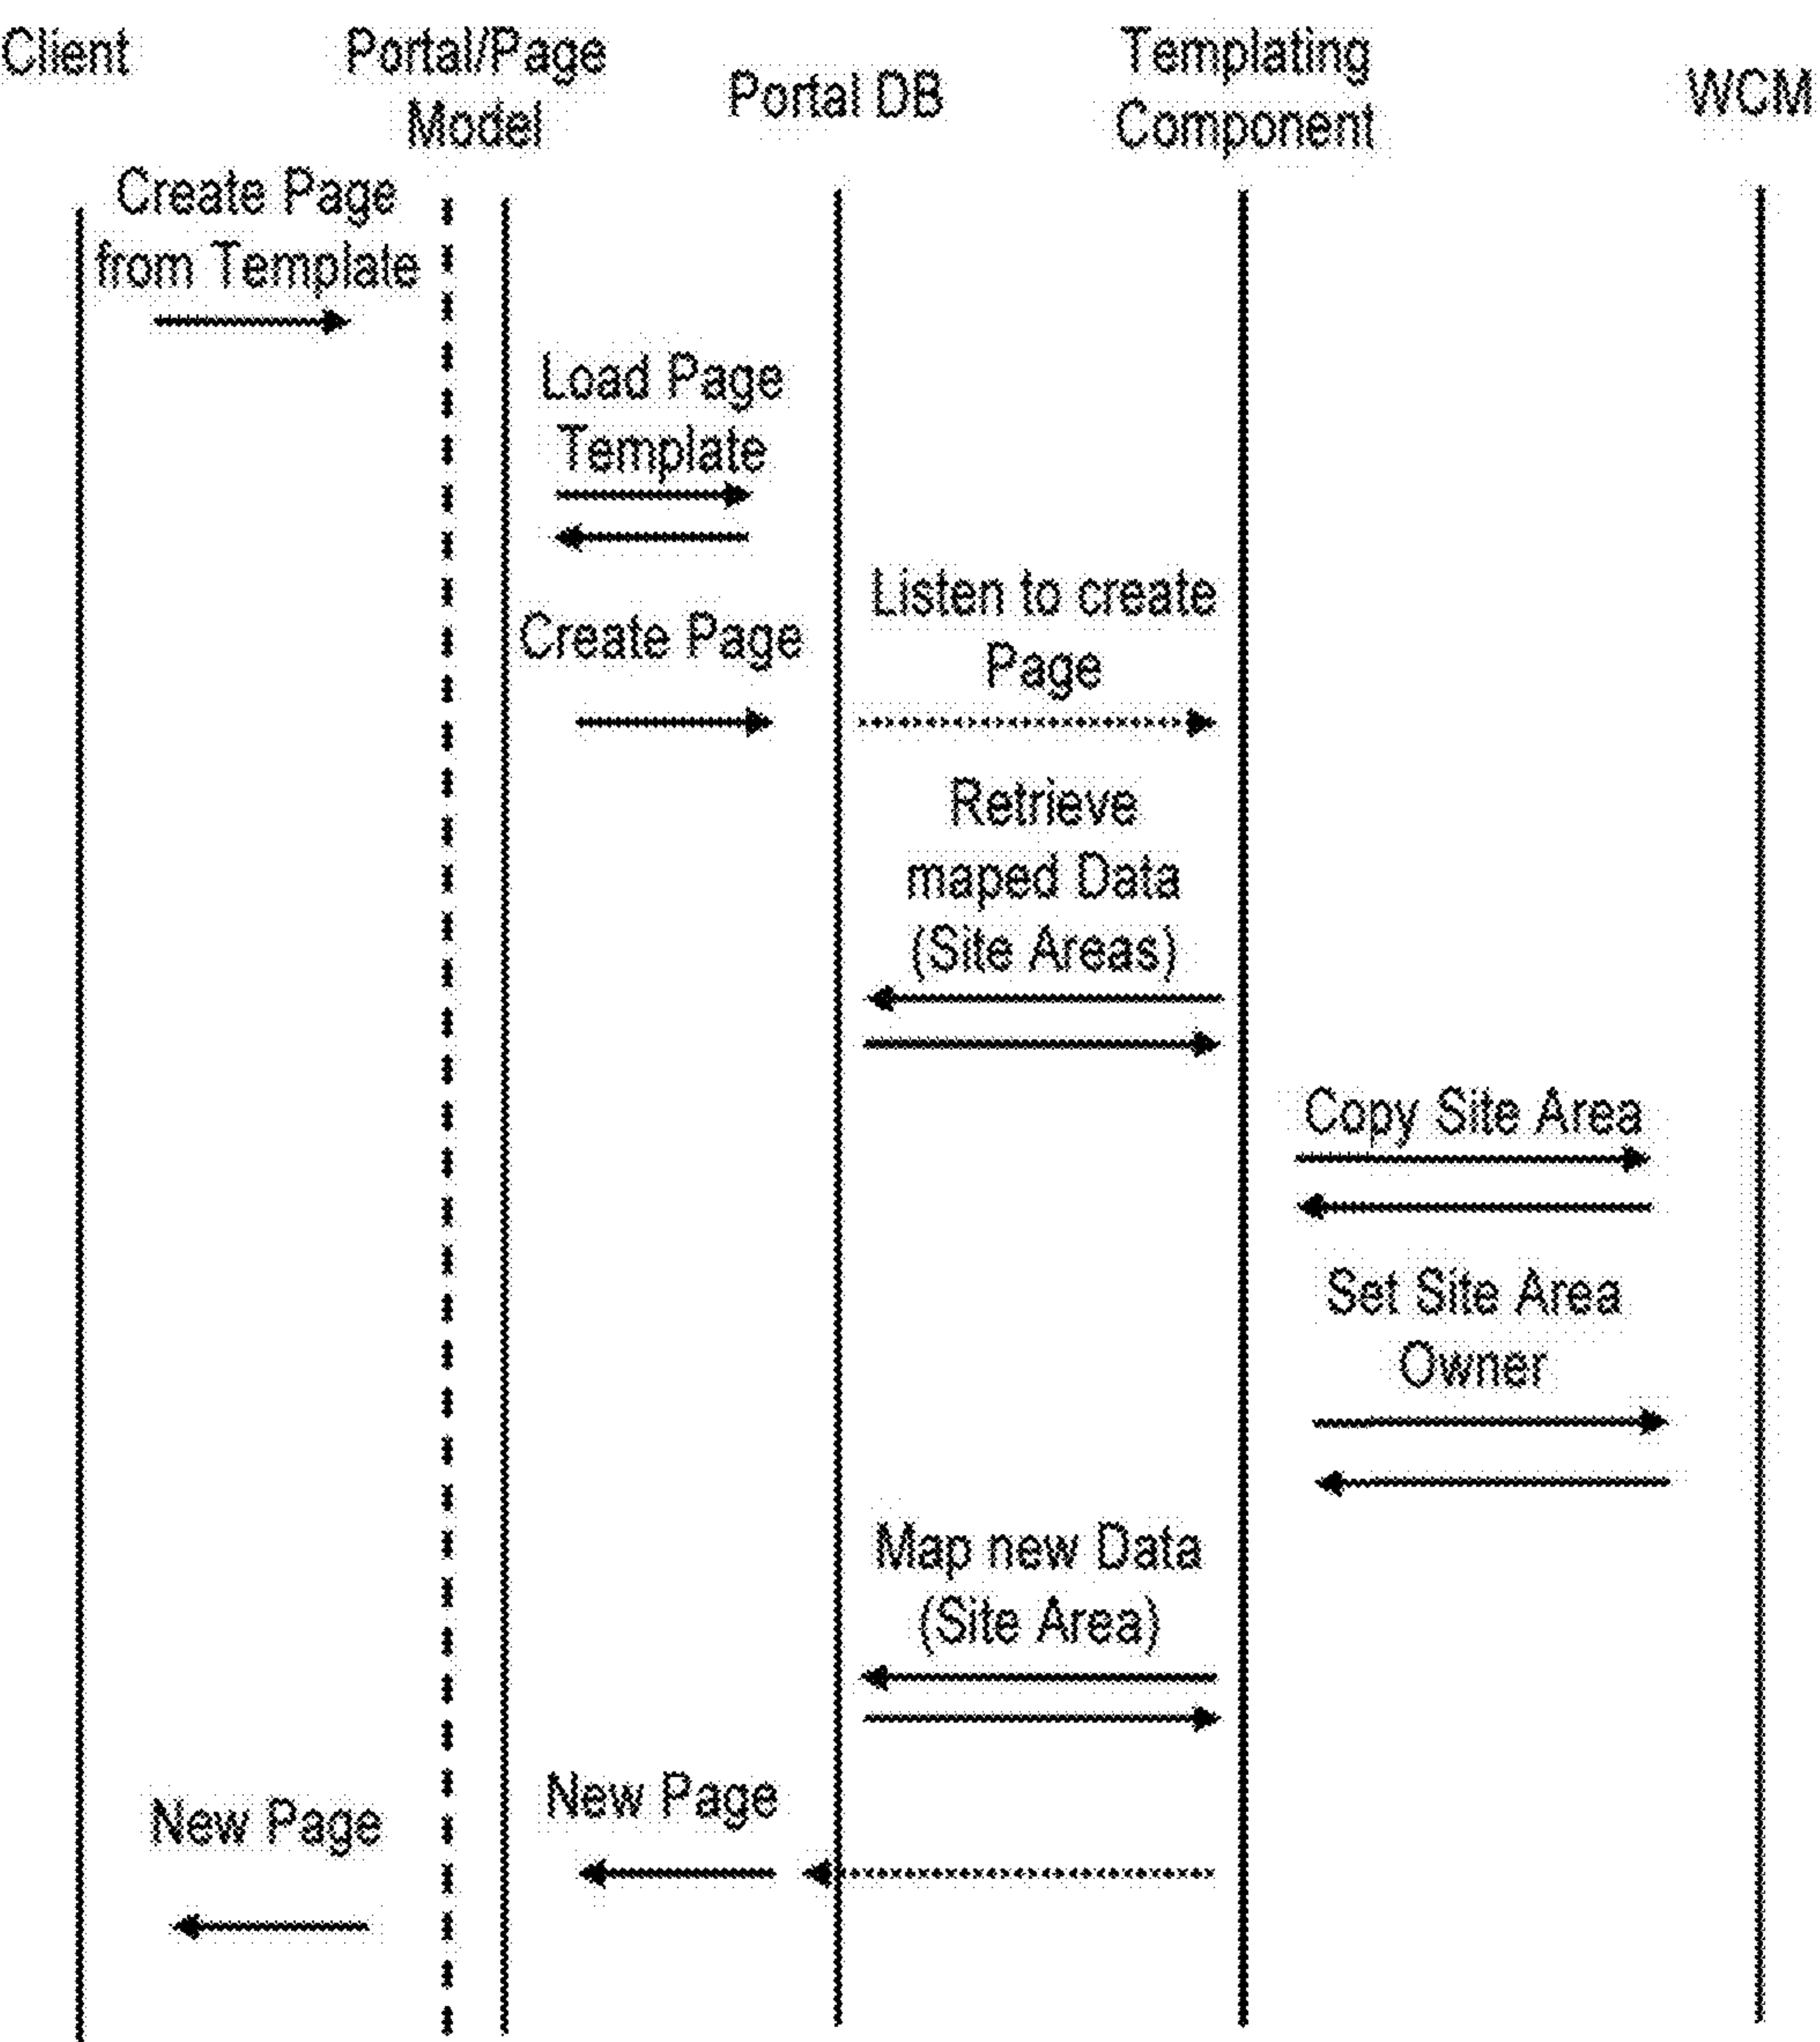 Client
Portal/Page
Model
Portal DB
Templating
Component
WCM
Create Page
from Template
Load Page
Template
Create Page
Listen to create
Page
Retrieve
maped Data
(Site Areas)
Copy Site Area
Set Site Area
Owner
Map new Data
(Site Area)
New Page
New Page